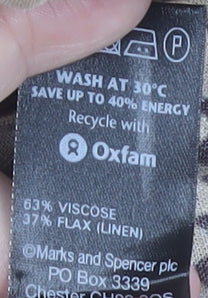 P
WASH AT 30°C
SAVE UP TO 40% ENERGY
Recycle with
Oxfam
63% VISCOSE
37% FLAX (LINEN)
©Marks and Spencer plc
PO Box 3339
Chester